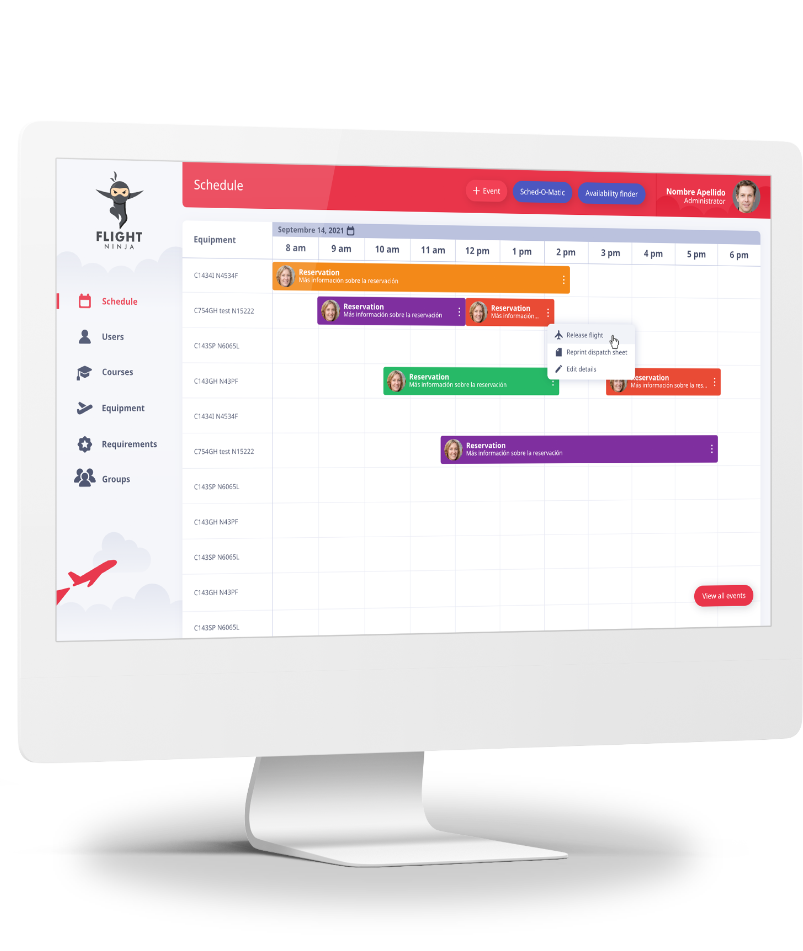 FLIGHT
NINJA
Schedule
Users
Courses
Equipment
Requirements
Groups
Schedule
+ Event
Sched-O-Matic
Availability finder
Nombre Apellido
Administrator
Equipment
Septembre 14, 2021
8 am 9 am 10 am 11 am 12 pm 1 pm 2 pm 3 pm 4 pm 5 pm 6 pm
C1434J N4534F
Reservation
Más información sobre la reservación
C754GH test N15222
Reservation
Más información sobre la reservación
Reservation
Más información...
Release flight
Reprint dispatch sheet
Edit details
C143SP N6065L
C143GH N43PF
Reservation
Más información sobre la reservación
Reservation
Más información sobre la res...
C1434J N4534F
C754GH test N15222
Reservation
Más información sobre la reservación
C143SP N6065L
C143GH N43PF
C143SP N6065L
C143GH N43PF
View all events
C143SP N6065L